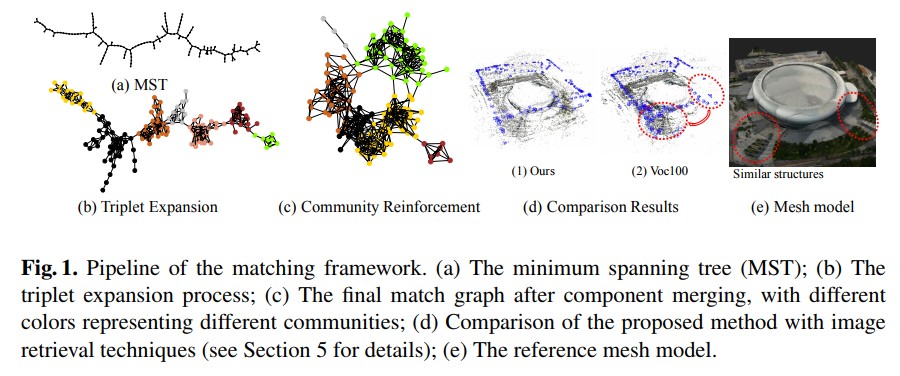 (a) MST
(1) Ours
(2) Voc100
Similar structures
(b) Triplet Expansion
(c) Community Reinforcement
(d) Comparison Results
(e) Mesh model
Fig. 1. Pipeline of the matching framework. (a) The minimum spanning tree (MST); (b) The
triplet expansion process; (c) The final match graph after component merging, with different
colors representing different communities; (d) Comparison of the proposed method with image
retrieval techniques (see Section 5 for details); (e) The reference mesh model.